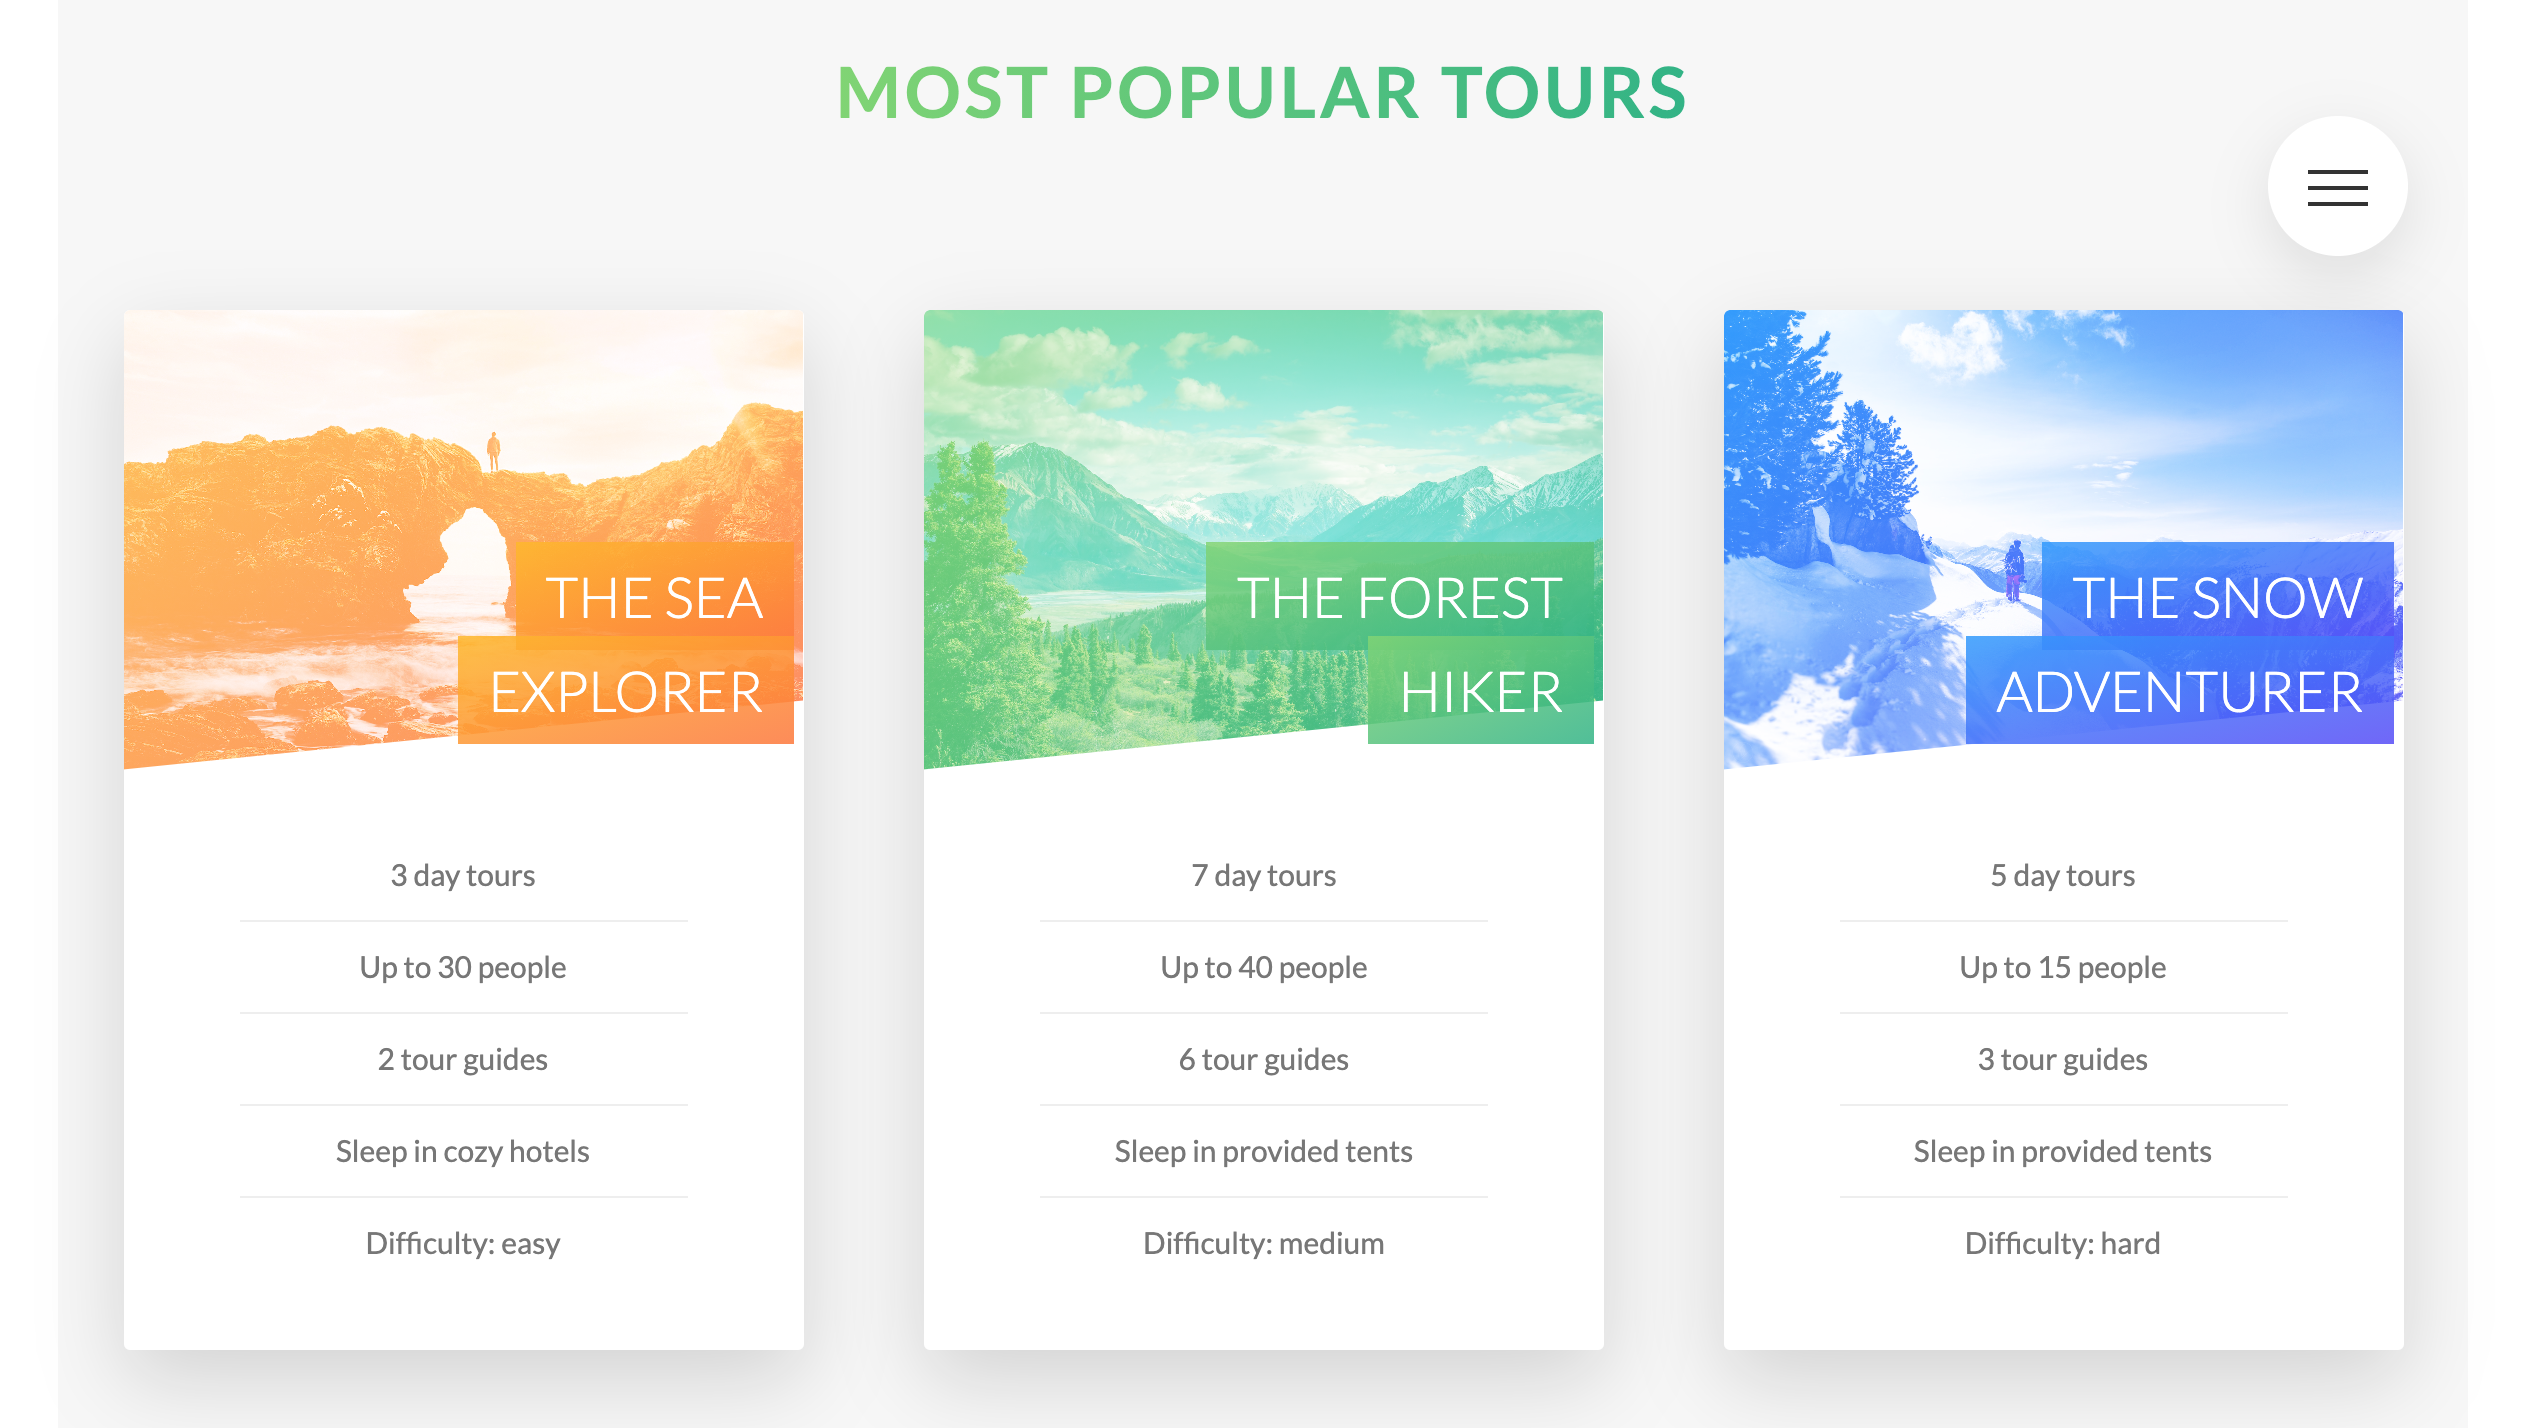 MOST POPULAR TOURS
THE SEA
EXPLORER
3 day tours
Up to 30 people
2 tour guides
Sleep in cozy hotels
Difficulty: easy
THE FOREST
HIKER
7 day tours
Up to 40 people
6 tour guides
Sleep in provided tents
Difficulty: medium
THE SNOW
ADVENTURER
5 day tours
Up to 15 people
3 tour guides
Sleep in provided tents
Difficulty: hard